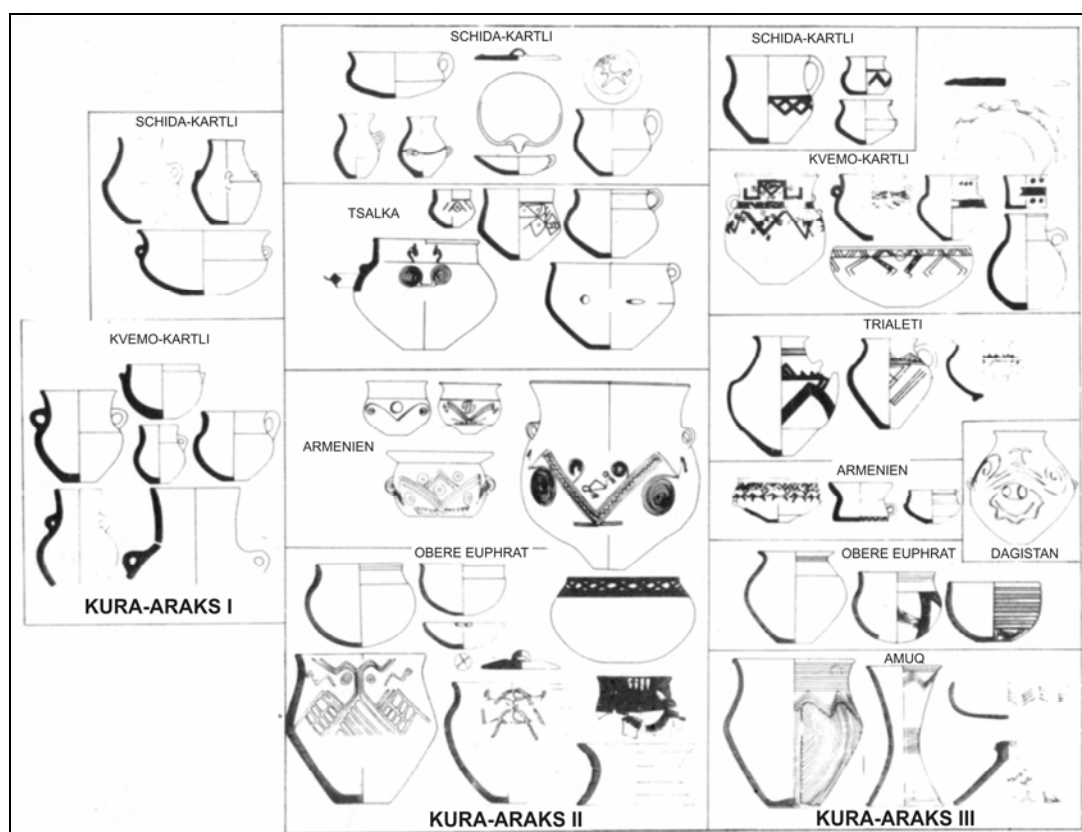 SCHIDA-KARTLI
KVEMO-KARTLI
KURA-ARAKS I
SCHIDA-KARTLI
TSALKA
ARMENIEN
OBERE EUPHRAT
KURA-ARAKS II
SCHIDA-KARTLI
KVEMO-KARTLI
TRIALETI
ARMENIEN
DAGISTAN
OBERE EUPHRAT
AMUQ
KURA-ARAKS III